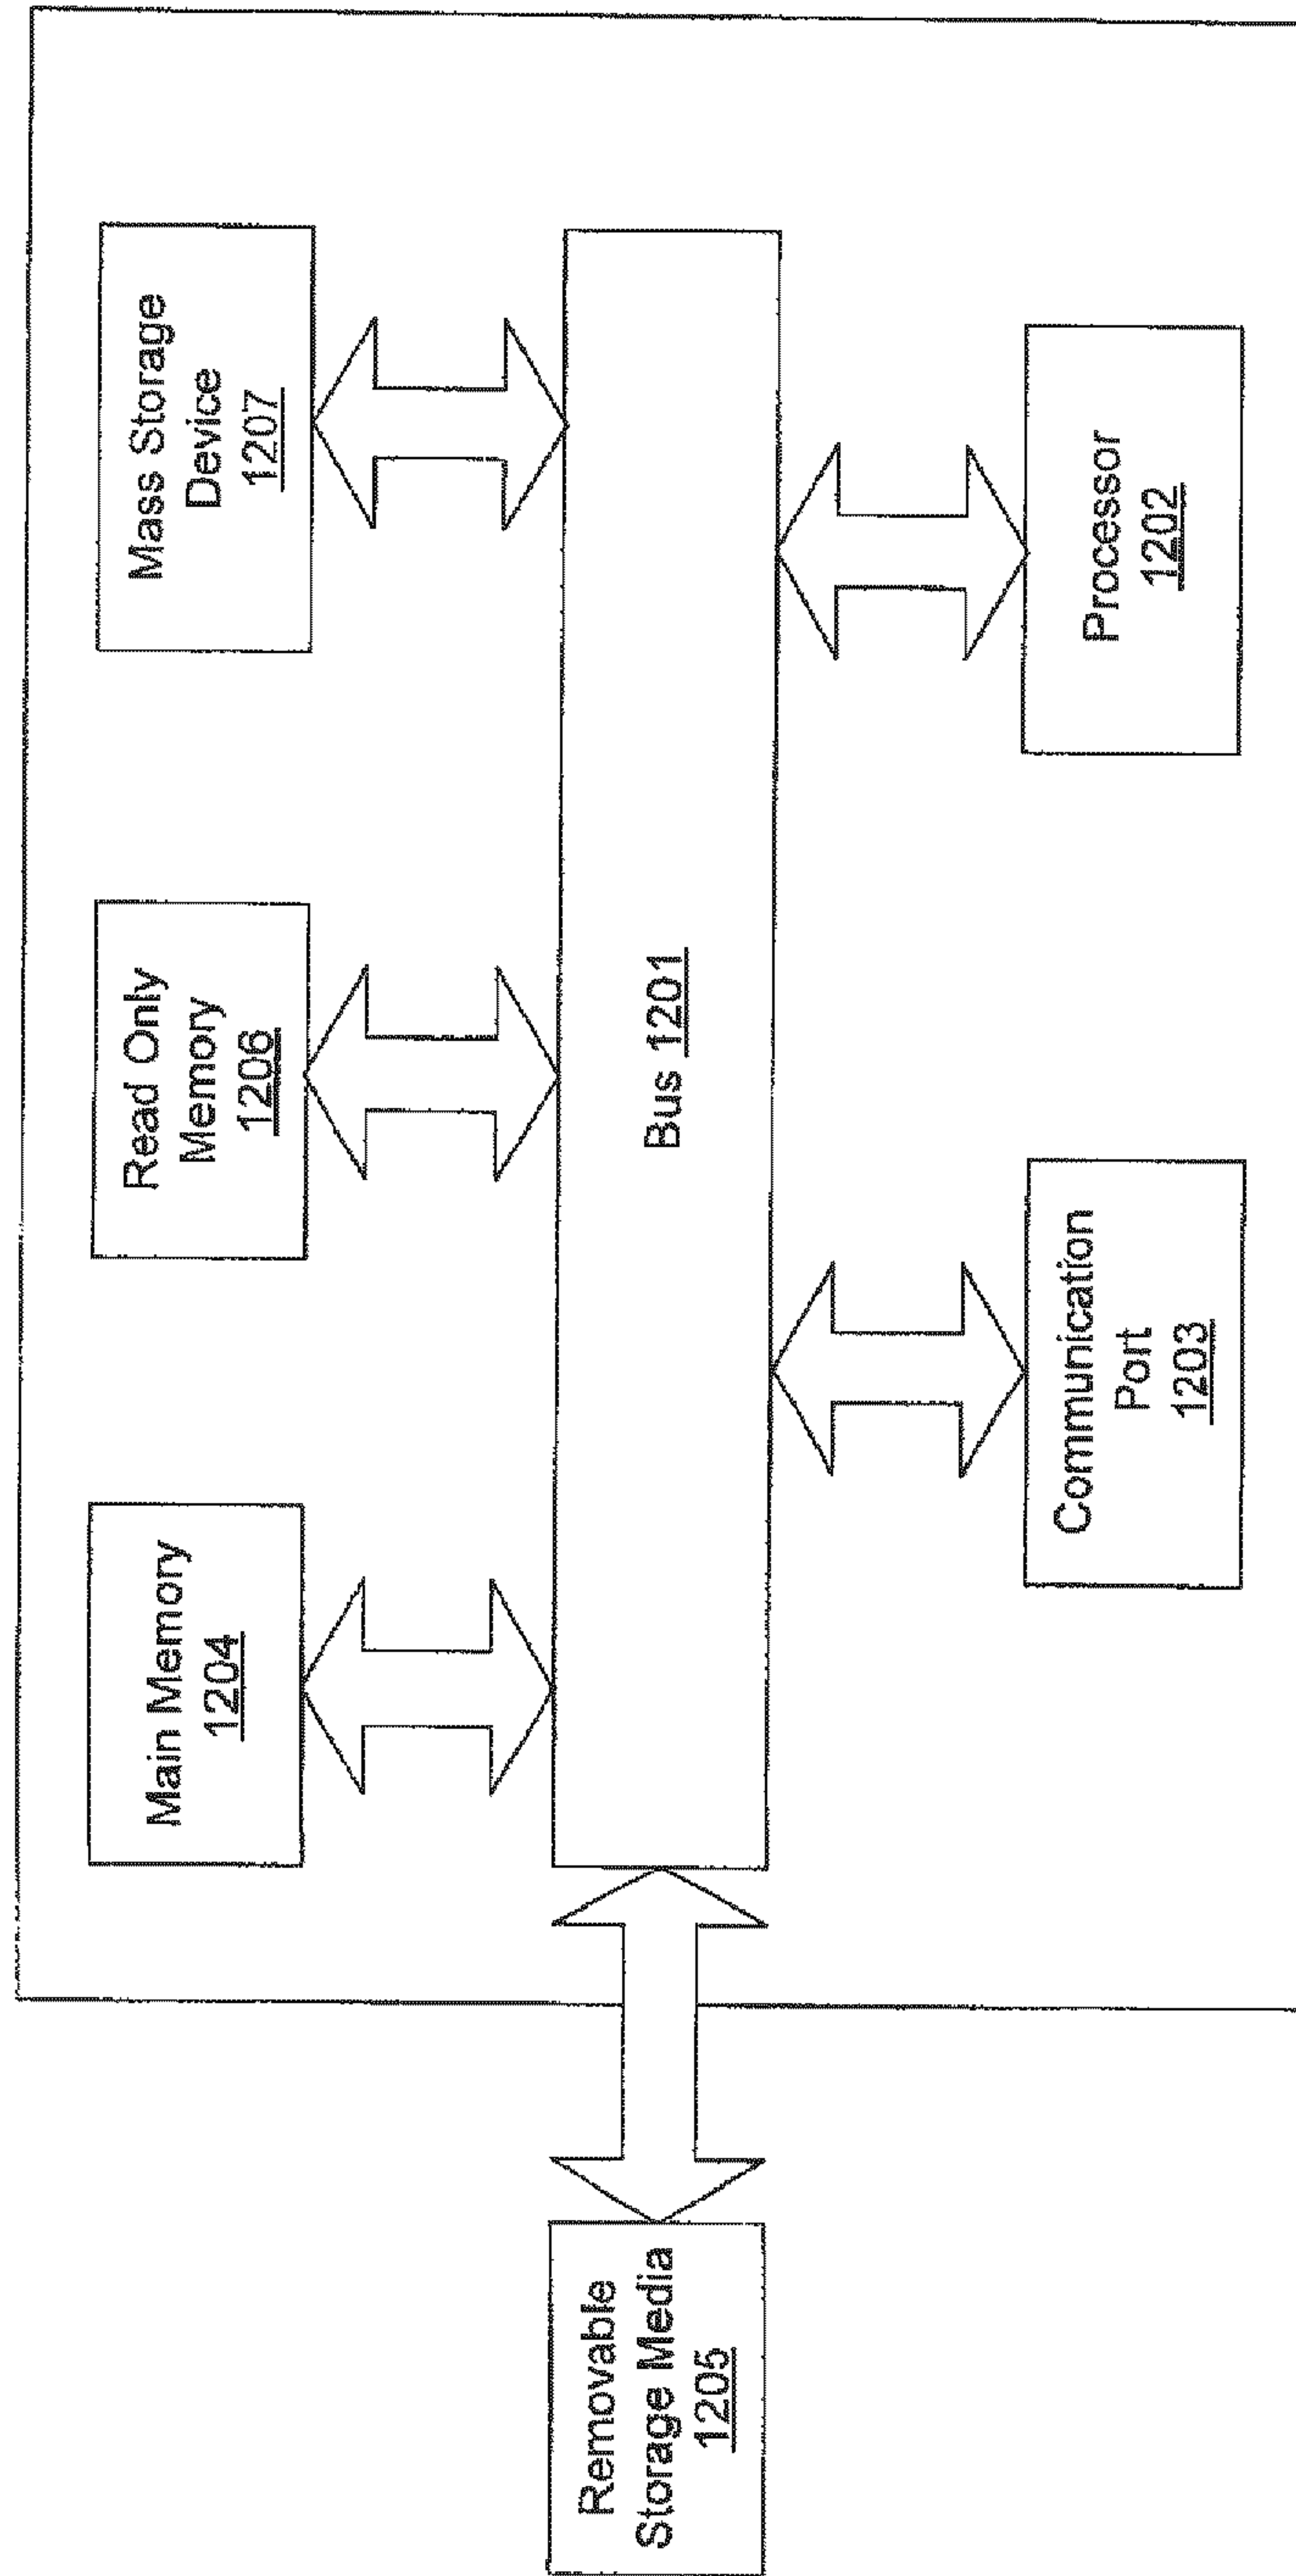 Main Memory
1204
Read Only
Memory
1206
Mass Storage
Device
1207
Removable
Storage Media
1205
Bus 1201
Communication
Port
1203
Processor
1202